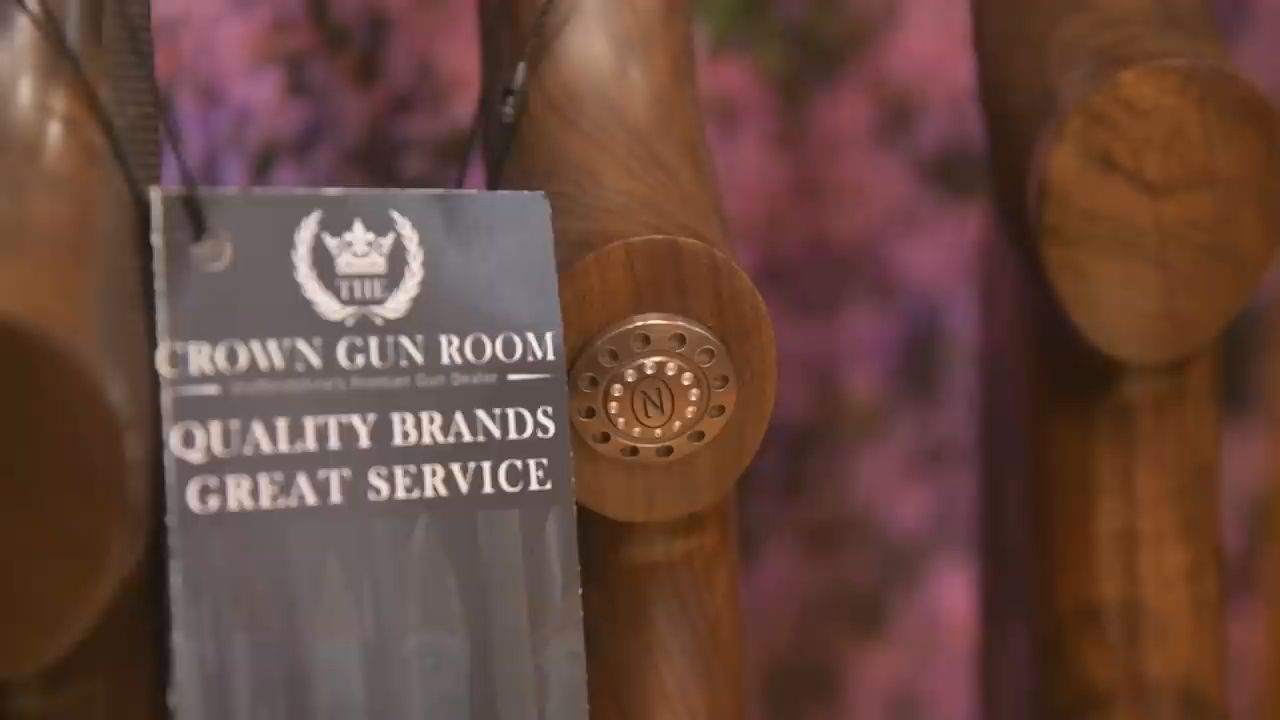 THE
CROWN GUN ROOM
QUALITY BRANDS
GREAT SERVICE
N